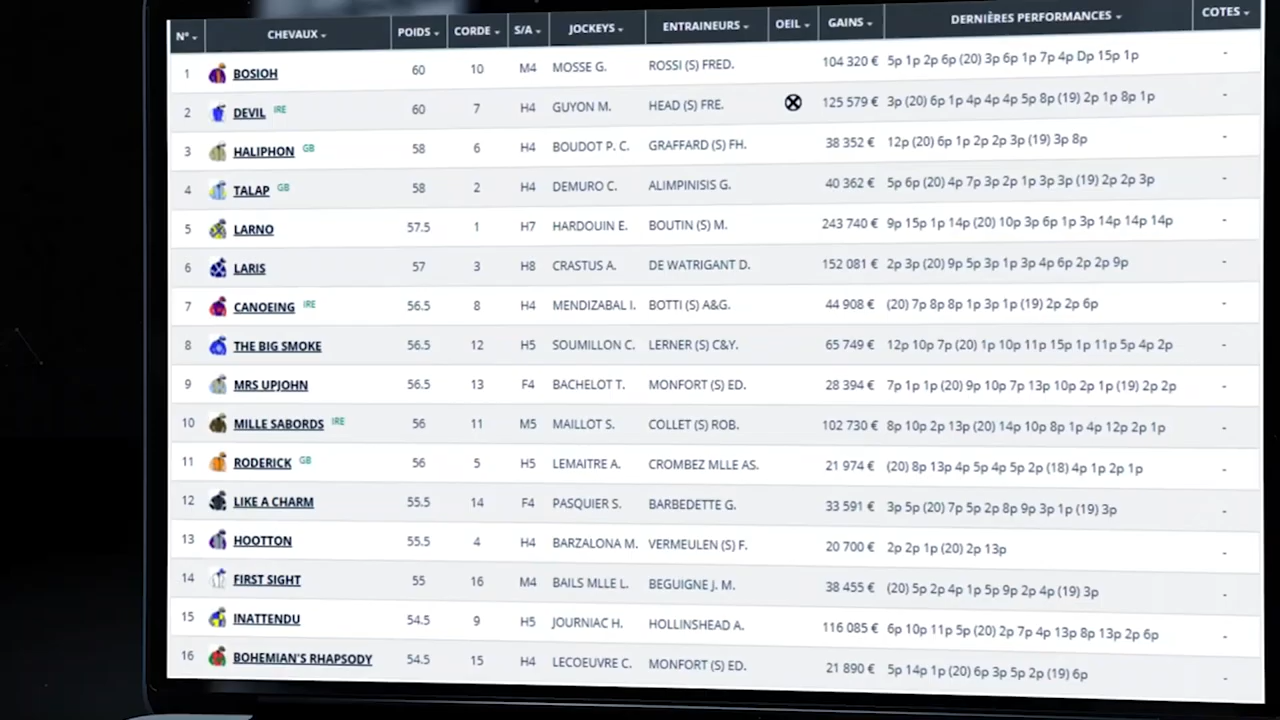 N° CHEVAUX POIDS CORDE S/A JOCKEYS ENTRAINEURS OEIL GAINS DERNIÈRES PERFORMANCES COTES
1 BOSIOH 60 10 M4 MOSSE G. ROSSI (S) FRED. 104 320 € 5p 1p 2p 6p (20) 3p 6p 1p 7p 4p Dp 15p 1p -
2 DEVIL IRE 60 7 H4 GUYON M. HEAD (S) FRE. 125 579 € 3p (20) 6p 1p 4p 4p 4p 5p 8p (19) 2p 1p 8p 1p -
3 HALIPHON GB 58 6 H4 BOUDOT P. C. GRAFFARD (S) FH. 38 352 € 12p (20) 6p 1p 2p 2p 3p (19) 3p 8p -
4 TALAP GB 58 2 H4 DEMURO C. ALIMPINISIS G. 40 362 € 5p 6p (20) 4p 7p 3p 2p 1p 3p 3p (19) 2p 2p 3p -
5 LARNO 57.5 1 H7 HARDOUIN E. BOUTIN (S) M. 243 740 € 9p 15p 1p 14p (20) 10p 3p 6p 1p 3p 14p 14p 14p -
6 LARIS 57 3 H8 CRASTUS A. DE WATRIGANT D. 152 081 € 2p 3p (20) 9p 5p 3p 1p 3p 4p 6p 2p 2p 9p -
7 CANOEING IRE 56.5 8 H4 MENDIZABAL I. BOTTI (S) A&G. 44 908 € (20) 7p 8p 8p 1p 3p 1p (19) 2p 2p 6p -
8 THE BIG SMOKE 56.5 12 H5 SOUMILLON C. LERNER (S) C&Y. 65 749 € 12p 10p 7p (20) 1p 10p 11p 15p 1p 11p 5p 4p 2p -
9 MRS UPJOHN 56.5 13 F4 BACHELOT T. MONFORT (S) ED. 28 394 € 7p 1p 1p (20) 9p 10p 7p 13p 10p 2p 1p (19) 2p 2p -
10 MILLE SABORDS IRE 56 11 M5 MAILLOT S. COLLET (S) ROB. 102 730 € 8p 10p 2p 13p (20) 14p 10p 8p 1p 4p 12p 2p 1p -
11 RODERICK GB 56 5 H5 LEMAITRE A. CROMBEZ MLLE AS. 21 974 € (20) 8p 13p 4p 5p 4p 5p 2p (18) 4p 1p 2p 1p -
12 LIKE A CHARM 55.5 14 F4 PASQUIER S. BARBEDETTE G. 33 591 € 3p 5p (20) 7p 5p 2p 8p 9p 3p 1p (19) 3p -
13 HOOTTON 55.5 4 H4 BARZALONA M. VERMEULEN (S) F. 20 700 € 2p 2p 1p (20) 2p 13p -
14 FIRST SIGHT 55 16 M4 BAILS MLLE L. BEGUIGNE J. M. 38 455 € (20) 5p 2p 4p 1p 5p 9p 2p 4p (19) 3p -
15 INATTENDU 54.5 9 H5 JOURNIAC H. HOLLINSHEAD A. 116 085 € 6p 10p 11p 5p (20) 2p 7p 4p 13p 8p 13p 2p 6p -
16 BOHEMIAN'S RHAPSODY 54.5 15 H4 LECOEUVRE C. MONFORT (S) ED. 21 890 € 5p 14p 1p (20) 6p 3p 5p 2p (19) 6p -